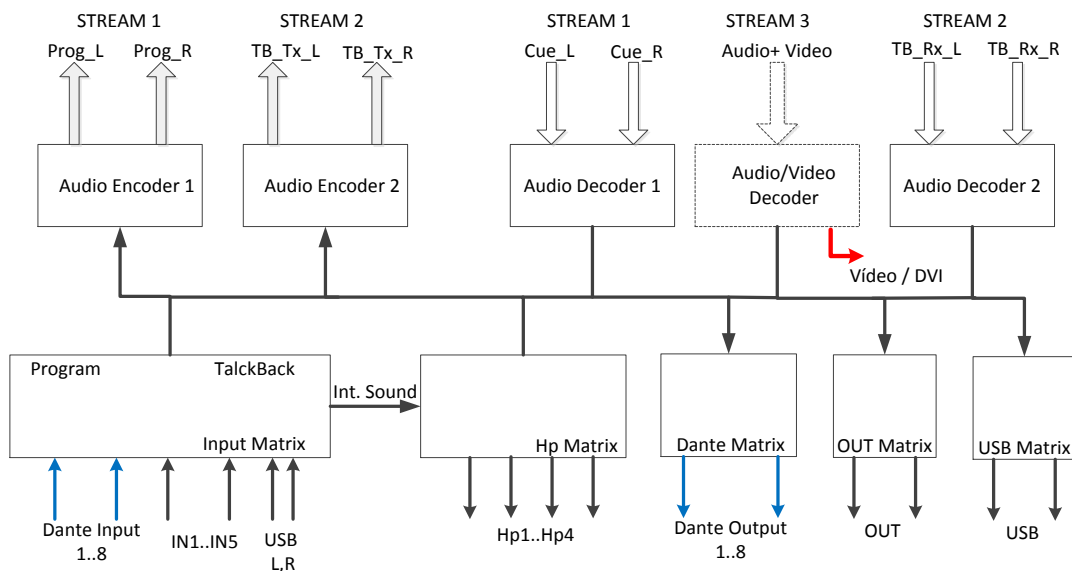 STREAM 1
STREAM 2
STREAM 1
STREAM 3
STREAM 2
Prog_L
Prog_R
TB_Tx_L
TB_Tx_R
Cue_L
Cue_R
Audio+ Video
TB_Rx_L
TB_Rx_R
Audio Encoder 1
Audio Encoder 2
Audio Decoder 1
Audio/Video
Decoder
Audio Decoder 2
Vídeo / DVI
Program
TalckBack
Input Matrix
Int. Sound
Hp Matrix
Dante Matrix
OUT Matrix
USB Matrix
Dante Input
1..8
IN1..IN5
USB
L,R
Hp1..Hp4
Dante Output
1..8
OUT
USB